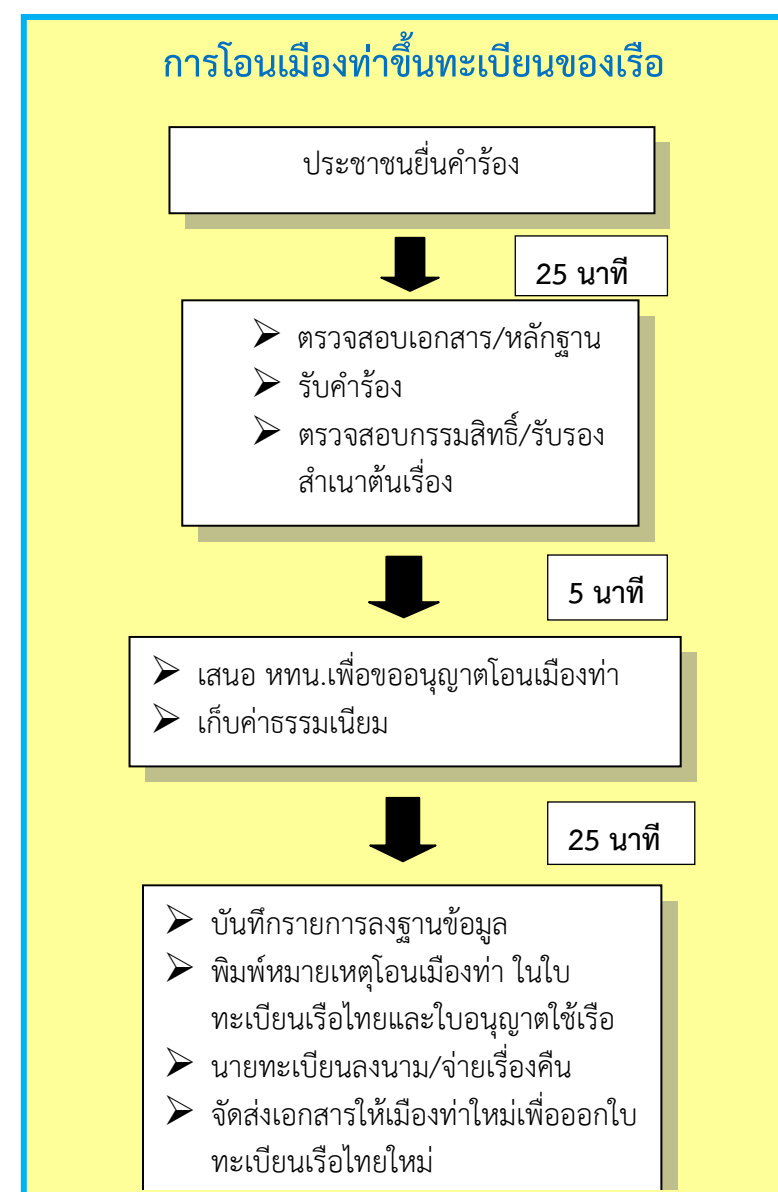 การโอนเมืองท่าขึ้นทะเบียนของเรือ
ประชาชนยื่นคำร้อง
25 นาที
➢ ตรวจสอบเอกสาร/หลักฐาน
➢ รับคำร้อง
➢ ตรวจสอบกรรมสิทธิ์/รับรอง
สำเนาต้นเรื่อง
5 นาที
➢ เสนอ หทน.เพื่อขออนุญาตโอนเมืองท่า
➢ เก็บค่าธรรมเนียม
25 นาที
➢ บันทึกรายการลงฐานข้อมูล
➢ พิมพ์หมายเหตุโอนเมืองท่า ในใบ
ทะเบียนเรือไทยและใบอนุญาตใช้เรือ
➢ นายทะเบียนลงนาม/จ่ายเรื่องคืน
➢ จัดส่งเอกสารให้เมืองท่าใหม่เพื่อออกใบ
ทะเบียนเรือไทยใหม่